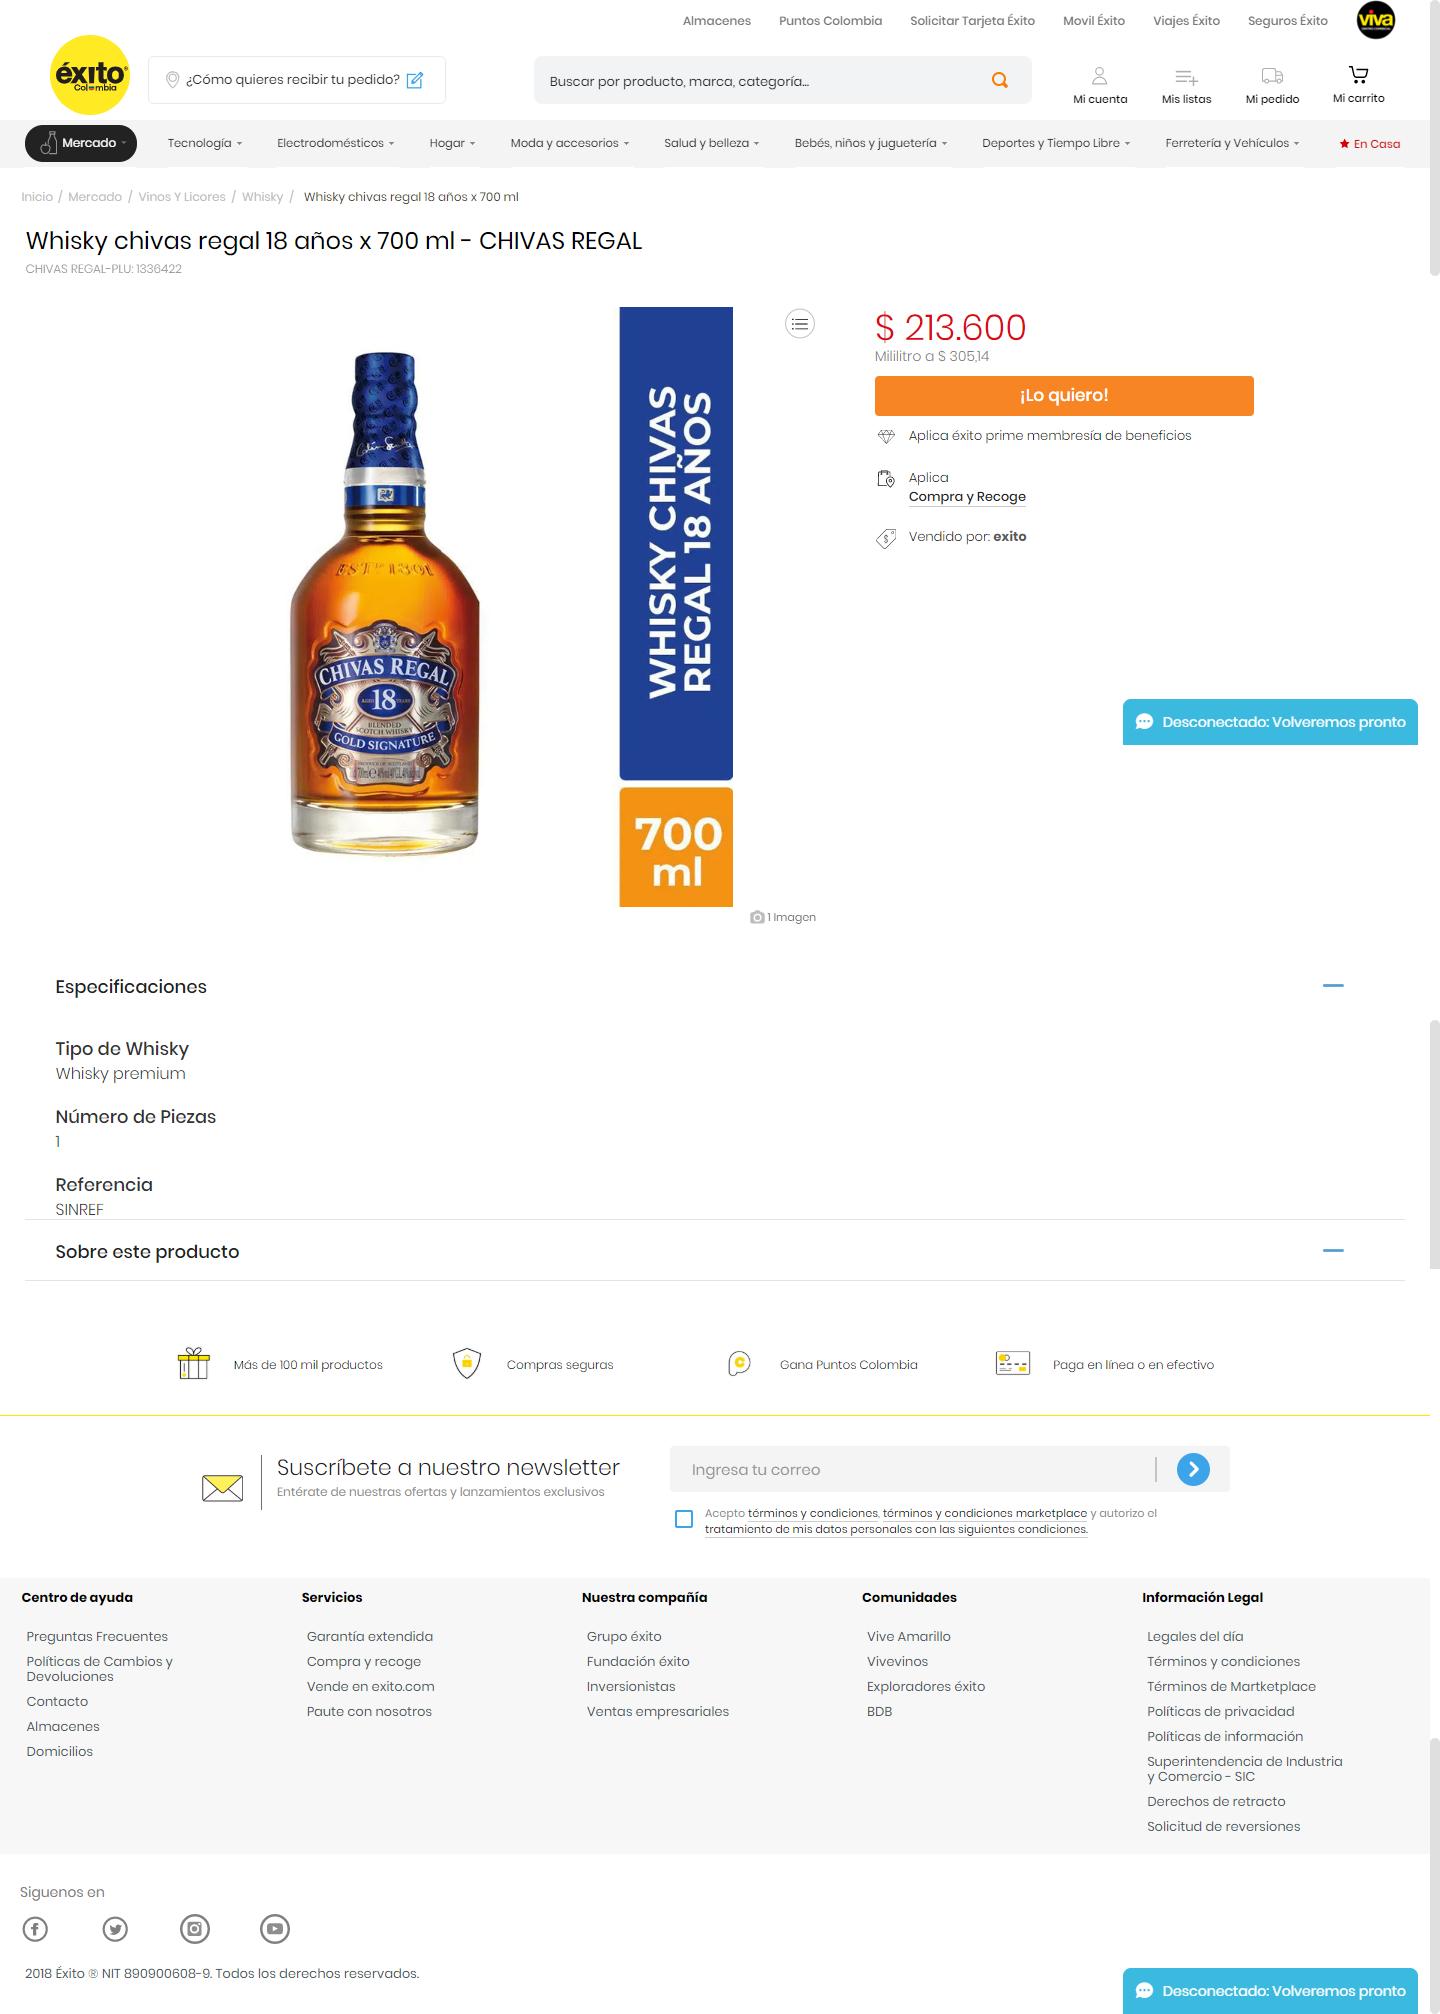 Almacenes Puntos Colombia Solicitar Tarjeta Éxito Movil Éxito Viajes Éxito Seguros Éxito viva
éxito
Colombia
¿Cómo quieres recibir tu pedido?
Buscar por producto, marca, categoría...
Mi cuenta Mis listas Mi pedido Mi carrito
Mercado Tecnología Electrodomésticos Hogar Moda y accesorios Salud y belleza Bebés, niños y juguetería Deportes y Tiempo Libre Ferretería y Vehículos En Casa
Inicio / Mercado / Vinos Y Licores / Whisky / Whisky chivas regal 18 años x 700 ml
Whisky chivas regal 18 años x 700 ml - CHIVAS REGAL
CHIVAS REGAL-PLU: 1336422
EST° 1801
CHIVAS REGAL
AGED 18 YEARS
BLENDED
SCOTCH WHISKY
GOLD SIGNATURE
PRODUCE OF SCOTLAND
WHISKY CHIVAS
REGAL 18 AÑOS
700
ml
1 Imagen
$ 213.600
Mililitro a $ 305,14
¡Lo quiero!
Aplica éxito prime membresía de beneficios
Aplica
Compra y Recoge
Vendido por: exito
Desconectado: Volveremos pronto
Especificaciones
Tipo de Whisky
Whisky premium
Número de Piezas
1
Referencia
SINREF
Sobre este producto
Más de 100 mil productos
Compras seguras
Gana Puntos Colombia
Paga en línea o en efectivo
Suscríbete a nuestro newsletter
Entérate de nuestras ofertas y lanzamientos exclusivos
Ingresa tu correo
Acepto términos y condiciones, términos y condiciones marketplace y autorizo el
tratamiento de mis datos personales con las siguientes condiciones.
Centro de ayuda
Preguntas Frecuentes
Políticas de Cambios y
Devoluciones
Contacto
Almacenes
Domicilios
Servicios
Garantía extendida
Compra y recoge
Vende en exito.com
Paute con nosotros
Nuestra compañía
Grupo éxito
Fundación éxito
Inversionistas
Ventas empresariales
Comunidades
Vive Amarillo
Vivevinos
Exploradores éxito
BDB
Información Legal
Legales del día
Términos y condiciones
Términos de Martketplace
Políticas de privacidad
Políticas de información
Superintendencia de Industria
y Comercio - SIC
Derechos de retracto
Solicitud de reversiones
Siguenos en
2018 Éxito ® NIT 890900608-9. Todos los derechos reservados.
Desconectado: Volveremos pronto